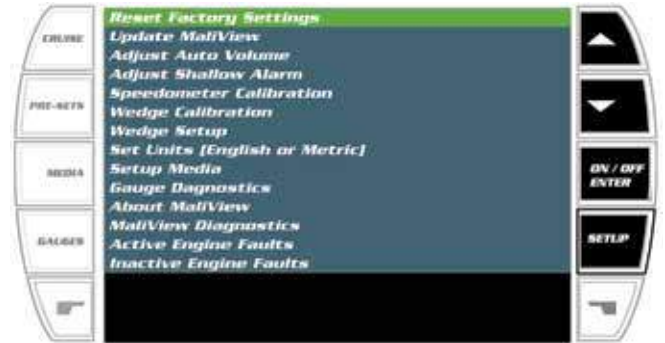 CRUISE
PRE-SETS
MEDIA
GAUGES
Reset Factory Settings
Update MaliView
Adjust Auto Volume
Adjust Shallow Alarm
Speedometer Calibration
Wedge Calibration
Wedge Setup
Set Units [English or Metric]
Setup Media
Gauge Dagnostics
About MaliView
MaliView Diagnostics
Active Engine Faults
Inactive Engine Faults
ON / OFF
ENTER
SETUP